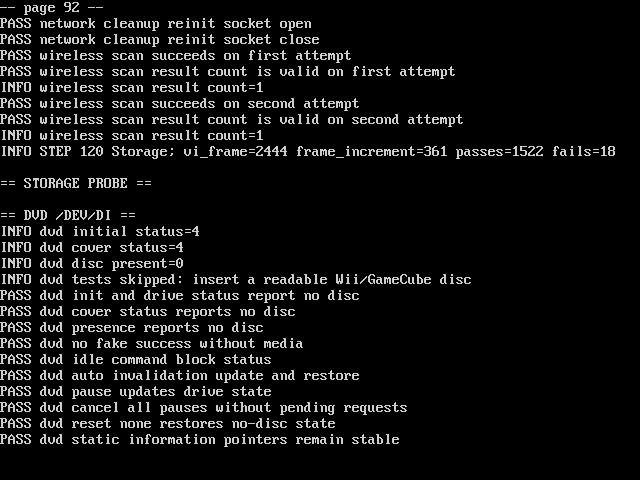 -- page 92 --
PASS network cleanup reinit socket open
PASS network cleanup reinit socket close
PASS wireless scan succeeds on first attempt
PASS wireless scan result count is valid on first attempt
INFO wireless scan result count=1
PASS wireless scan succeeds on second attempt
PASS wireless scan result count is valid on second attempt
INFO wireless scan result count=1
INFO STEP 120 Storage; vi_frame=2444 frame_increment=361 passes=1522 fails=18
== STORAGE PROBE ==
== DVD /DEV/DI ==
INFO dvd initial status=4
INFO dvd cover status=4
INFO dvd disc present=0
INFO dvd tests skipped: insert a readable Wii/GameCube disc
PASS dvd init and drive status report no disc
PASS dvd cover status reports no disc
PASS dvd presence reports no disc
PASS dvd no fake success without media
PASS dvd idle command block status
PASS dvd auto invalidation update and restore
PASS dvd pause updates drive state
PASS dvd cancel all pauses without pending requests
PASS dvd reset none restores no-disc state
PASS dvd static information pointers remain stable